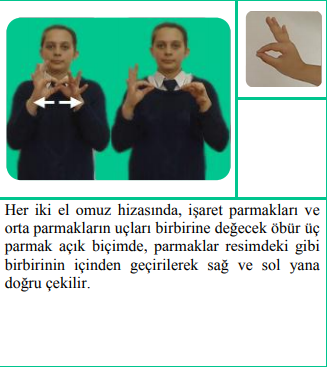 Her iki el omuz hizasında, işaret parmakları ve
orta parmakların uçları birbirine değecek öbür üç
parmak açık biçimde, parmaklar resimdeki gibi
birbirinin içinden geçirilerek sağ ve sol yana
doğru çekilir.